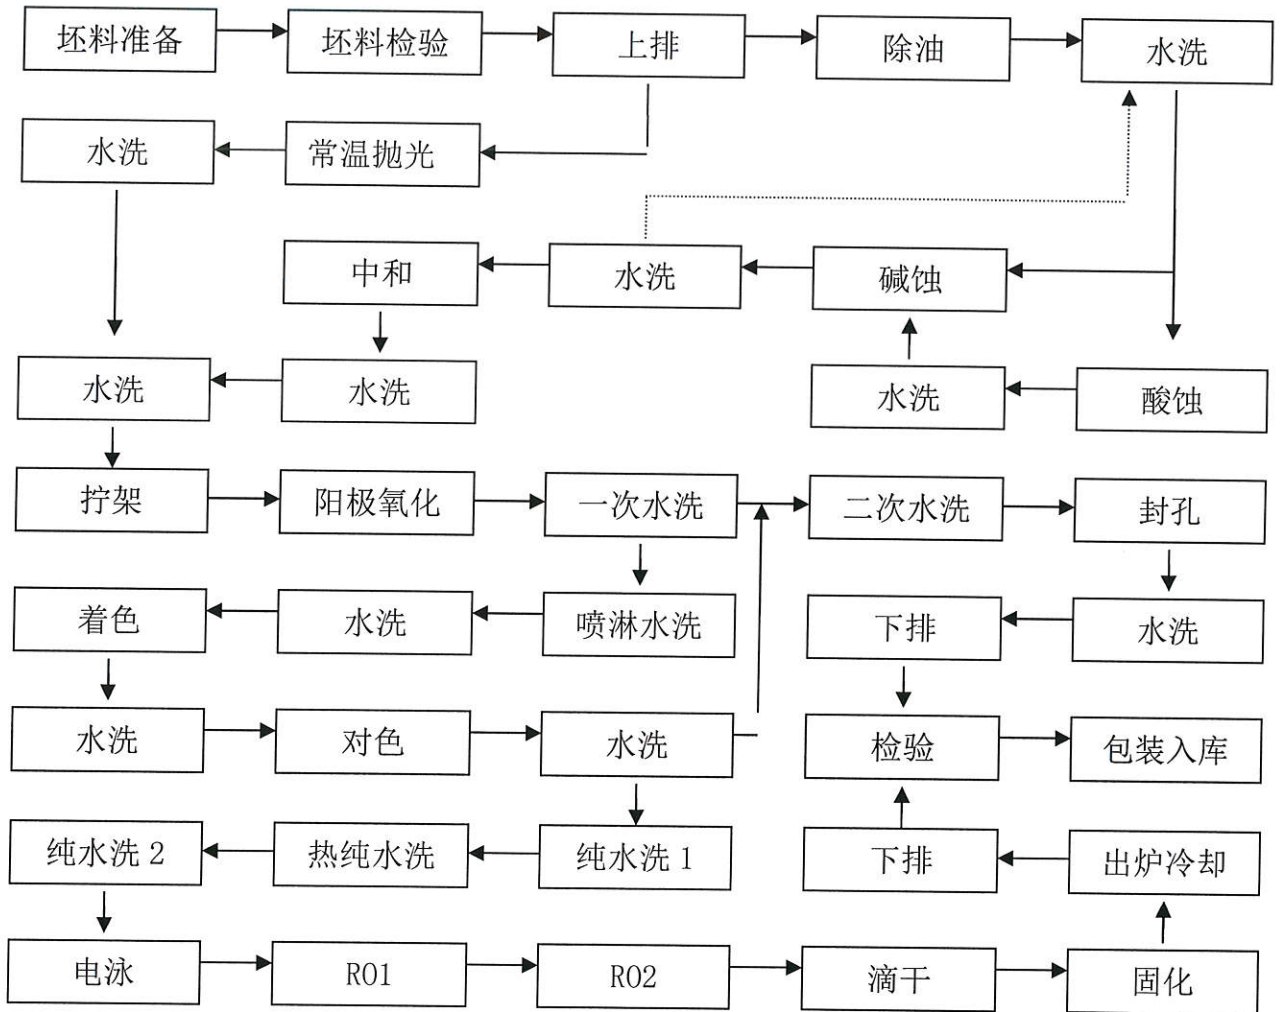 坯料准备
坯料检验
上排
除油
水洗
水洗
常温抛光
中和
水洗
碱蚀
水洗
水洗
水洗
酸蚀
拧架
阳极氧化
一次水洗
二次水洗
封孔
着色
水洗
喷淋水洗
下排
水洗
水洗
对色
水洗
检验
包装入库
纯水洗2
热纯水洗
纯水洗1
下排
出炉冷却
电泳
RO1
RO2
滴干
固化